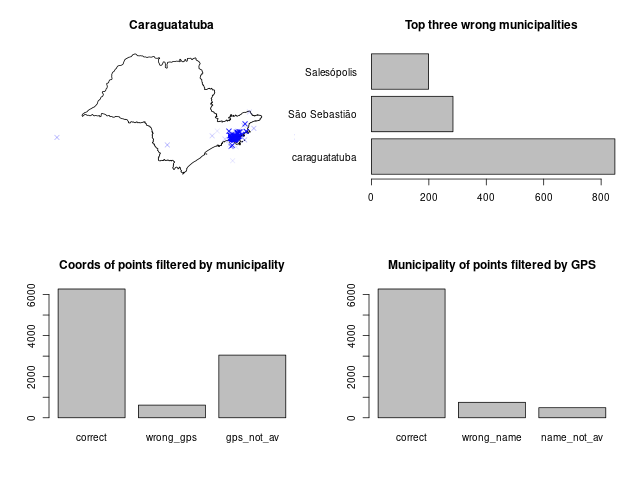 Caraguatatuba
Top three wrong municipalities
Salesópolis
São Sebastião
caraguatatuba
0 200 400 600 800
Coords of points filtered by municipality
0 2000 4000 6000
correct wrong_gps gps_not_av
Municipality of points filtered by GPS
0 2000 4000 6000
correct wrong_name name_not_av